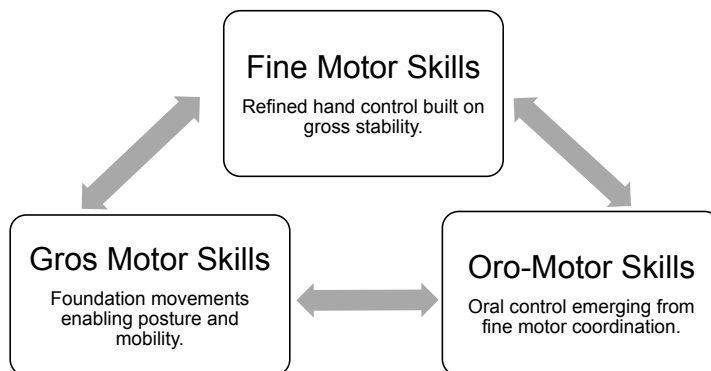 Fine Motor Skills
Refined hand control built on
gross stability.
Gros Motor Skills
Foundation movements
enabling posture and
mobility.
Oro-Motor Skills
Oral control emerging from
fine motor coordination.